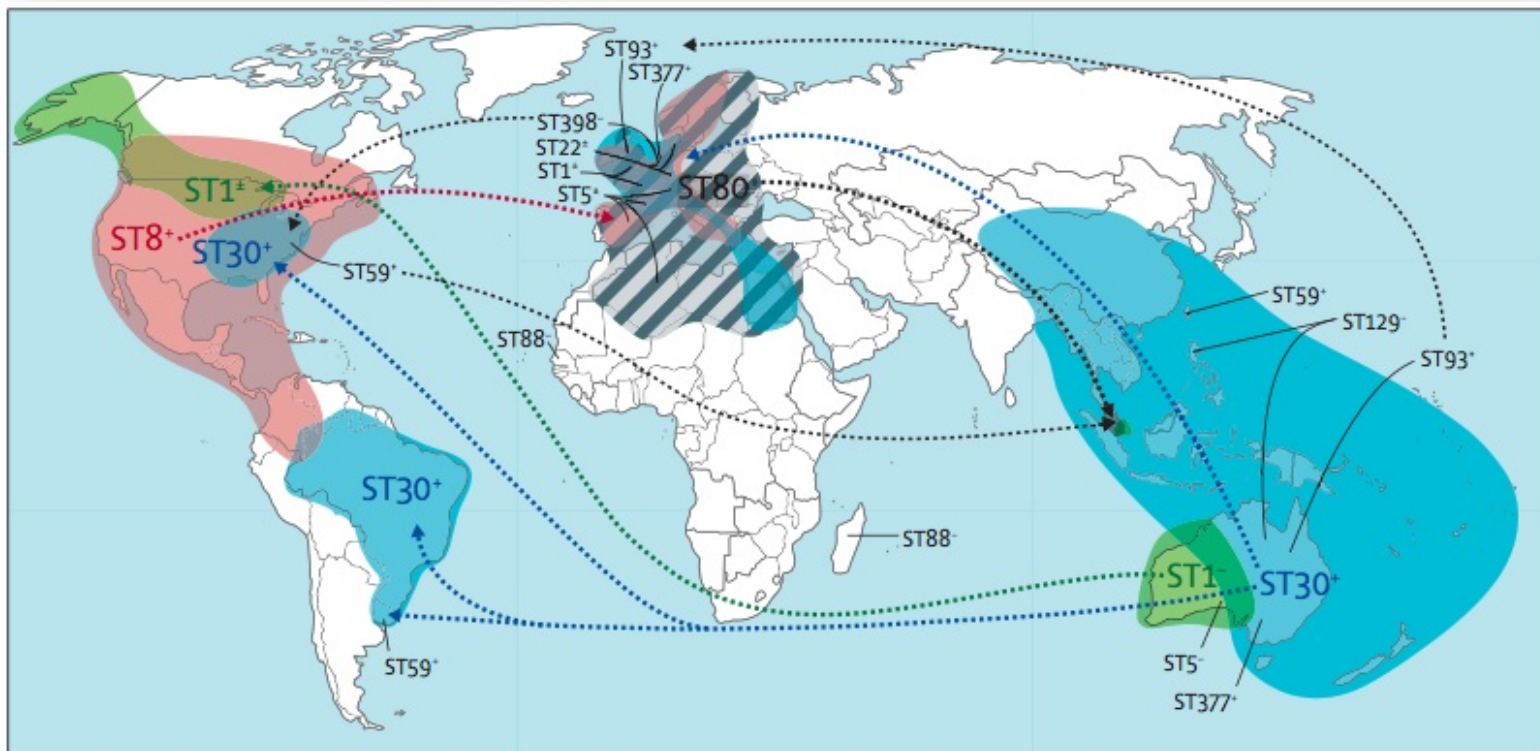 ST93⁺
ST377⁺
ST398⁻
ST22±
ST1±
ST5±
ST80
ST1±
ST8⁺
ST30⁺
ST59⁺
ST88
ST59⁺
ST129⁻
ST93⁺
ST30⁺
ST88⁻
ST1⁻
ST30⁺
ST59⁺
ST5⁻
ST377⁺